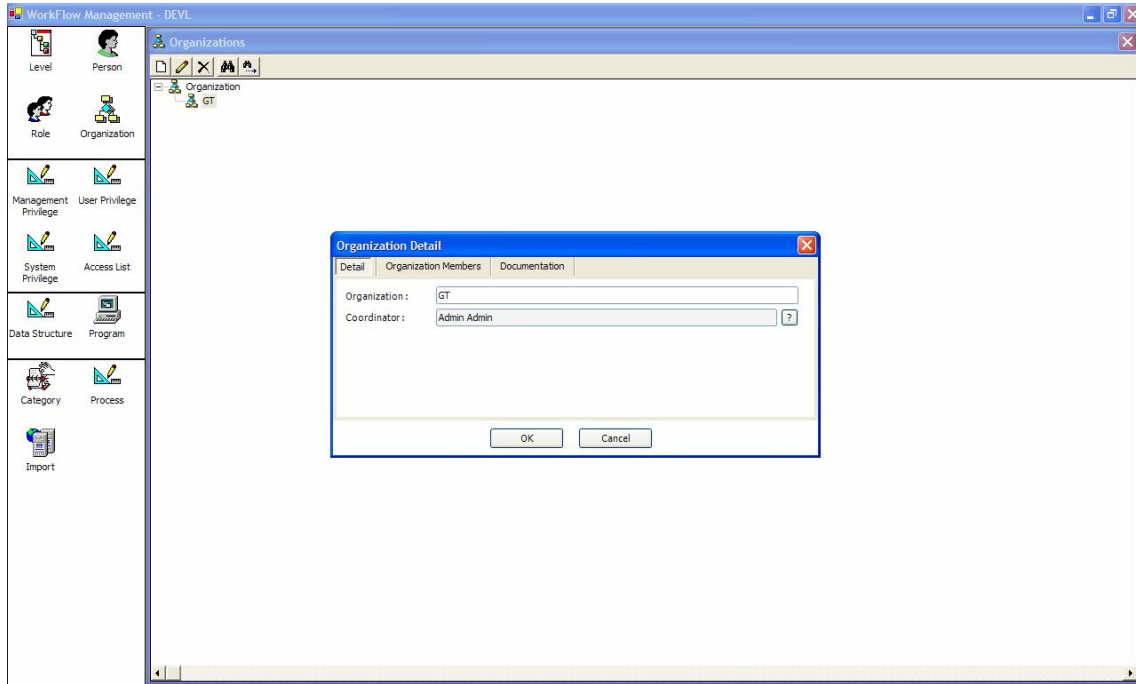 WorkFlow Management - DEVL
Level
Person
Role
Organization
Management Privilege
User Privilege
System Privilege
Access List
Data Structure
Program
Category
Process
Import
Organizations
Organization
GT
Organization Detail
Detail
Organization Members
Documentation
Organization :
GT
Coordinator :
Admin Admin
?
OK
Cancel